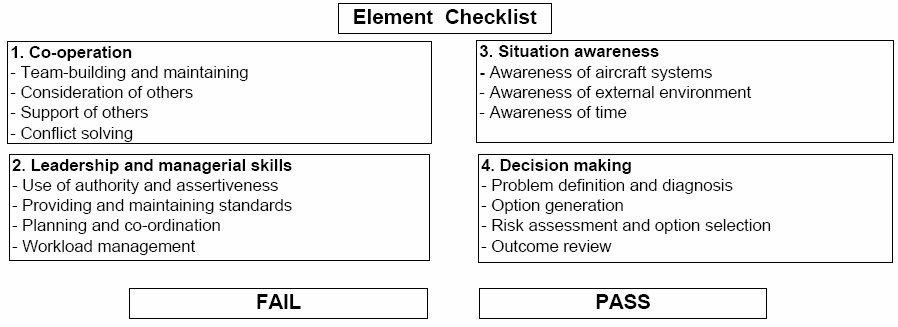 Element Checklist
1. Co-operation
- Team-building and maintaining
- Consideration of others
- Support of others
- Conflict solving
2. Leadership and managerial skills
- Use of authority and assertiveness
- Providing and maintaining standards
- Planning and co-ordination
- Workload management
3. Situation awareness
- Awareness of aircraft systems
- Awareness of external environment
- Awareness of time
4. Decision making
- Problem definition and diagnosis
- Option generation
- Risk assessment and option selection
- Outcome review
FAIL
PASS